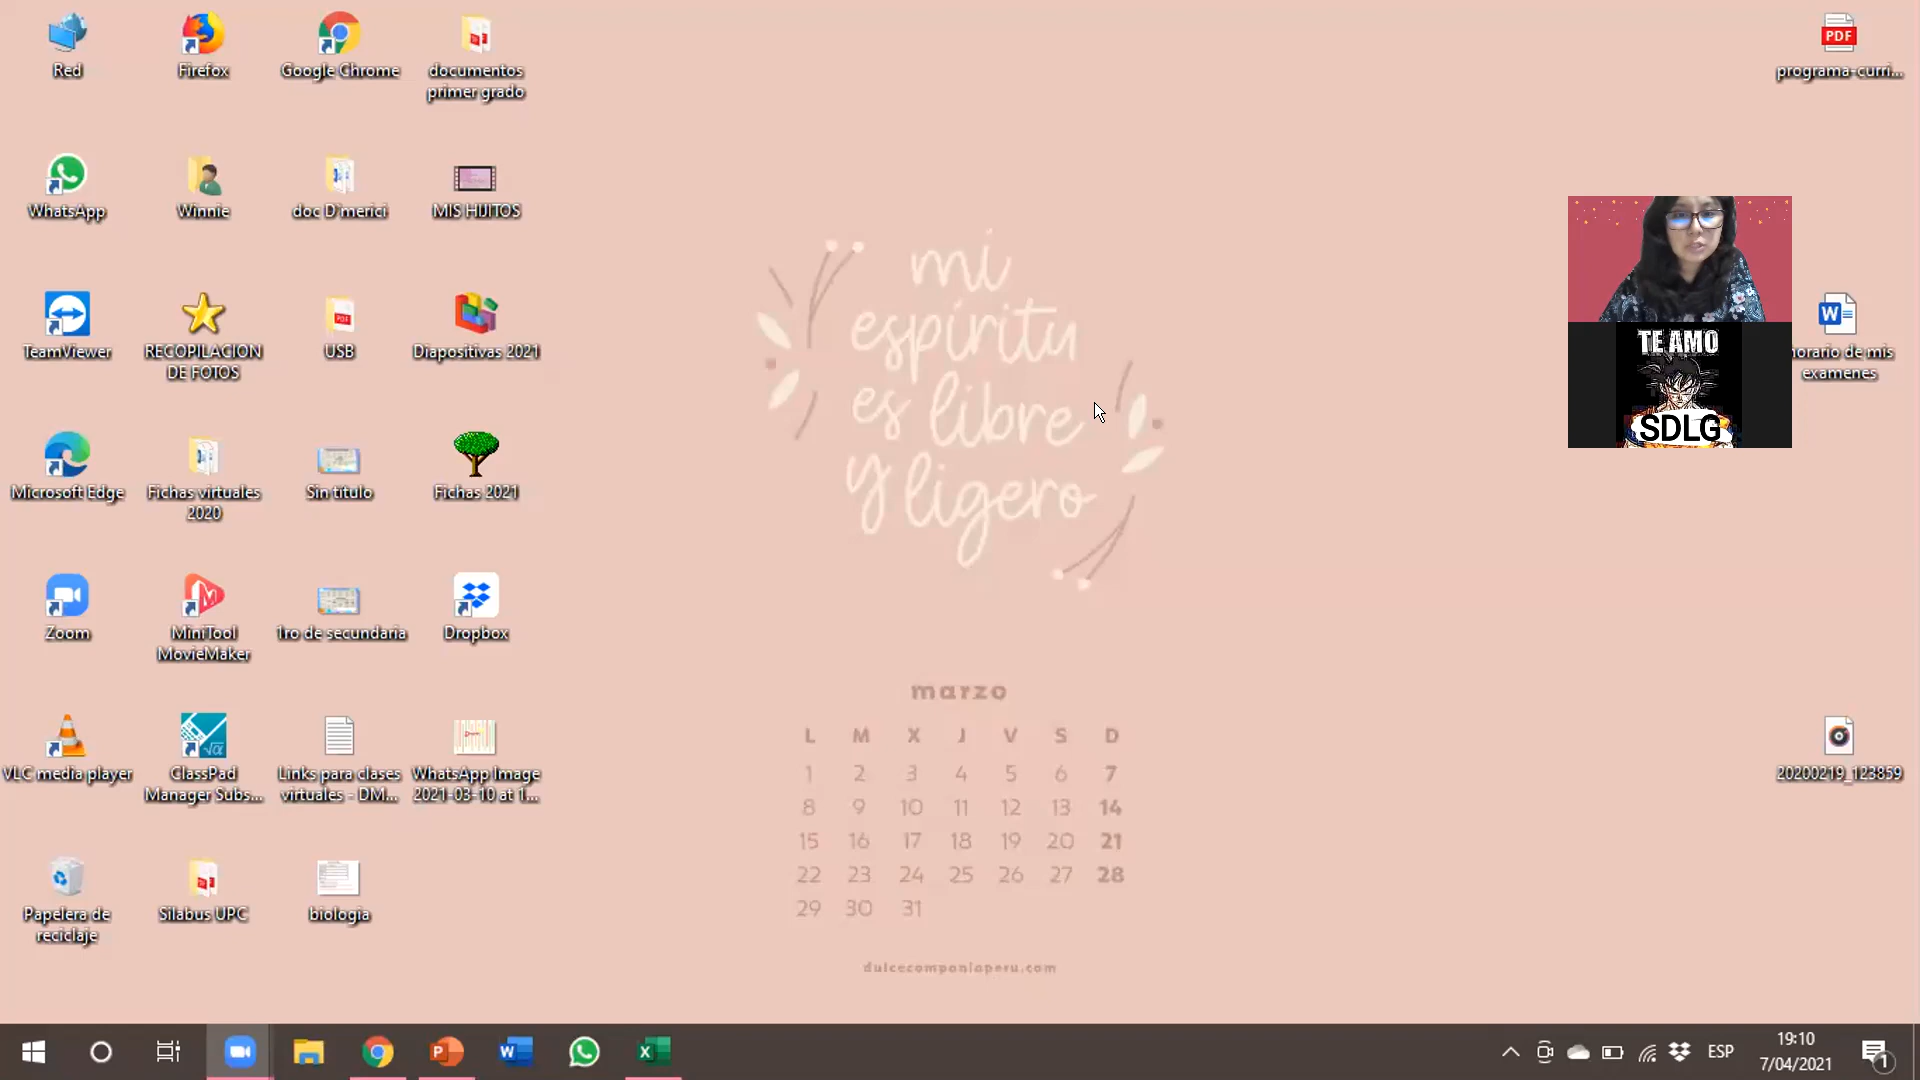 Red
Firefox
Google Chrome
documentos
primer grado
PDF
programa-curri...
WhatsApp
Winnie
doc D'merici
MIS HIJITOS
TeamViewer
RECOPILACION
DE FOTOS
USB
Diapositivas 2021
Microsoft Edge
Fichas virtuales
2020
Sin título
Fichas 2021
Zoom
MiniTool
MovieMaker
1ro de secundaria
Dropbox
VLC media player
ClassPad
Manager Subs...
Links para clases
virtuales - DM...
WhatsApp Image
2021-03-10 at 1...
Papelera de
reciclaje
Silabus UPC
biologia
mi
espíritu
es libre
y ligero
marzo
L M X J V S D
1 2 3 4 5 6 7
8 9 10 11 12 13 14
15 16 17 18 19 20 21
22 23 24 25 26 27 28
29 30 31
dulcecompaniaperu.com
TE AMO
SDLG
horario de mis
examenes
20200219_123859
ESP
19:10
7/04/2021
1